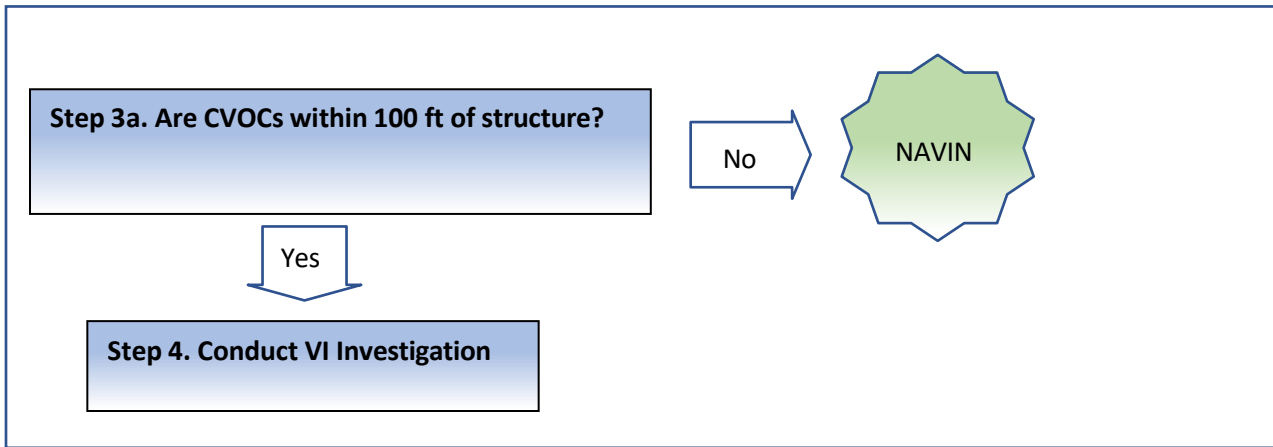 Step 3a. Are CVOCs within 100 ft of structure?
No
NAVIN
Yes
Step 4. Conduct VI Investigation